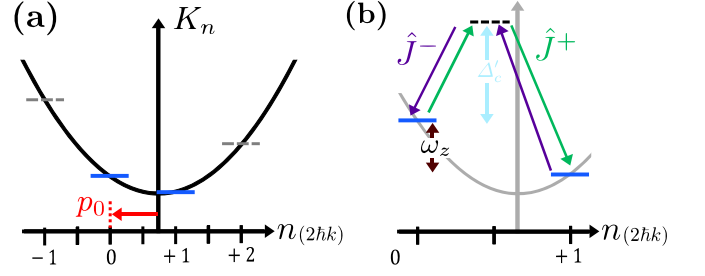 (a)
K_n
p_0
n_(2ħk)
-1 0 +1 +2
(b)
Ĵ^- Ĵ^+
Δ'_c
ω_z
n_(2ħk)
0 +1